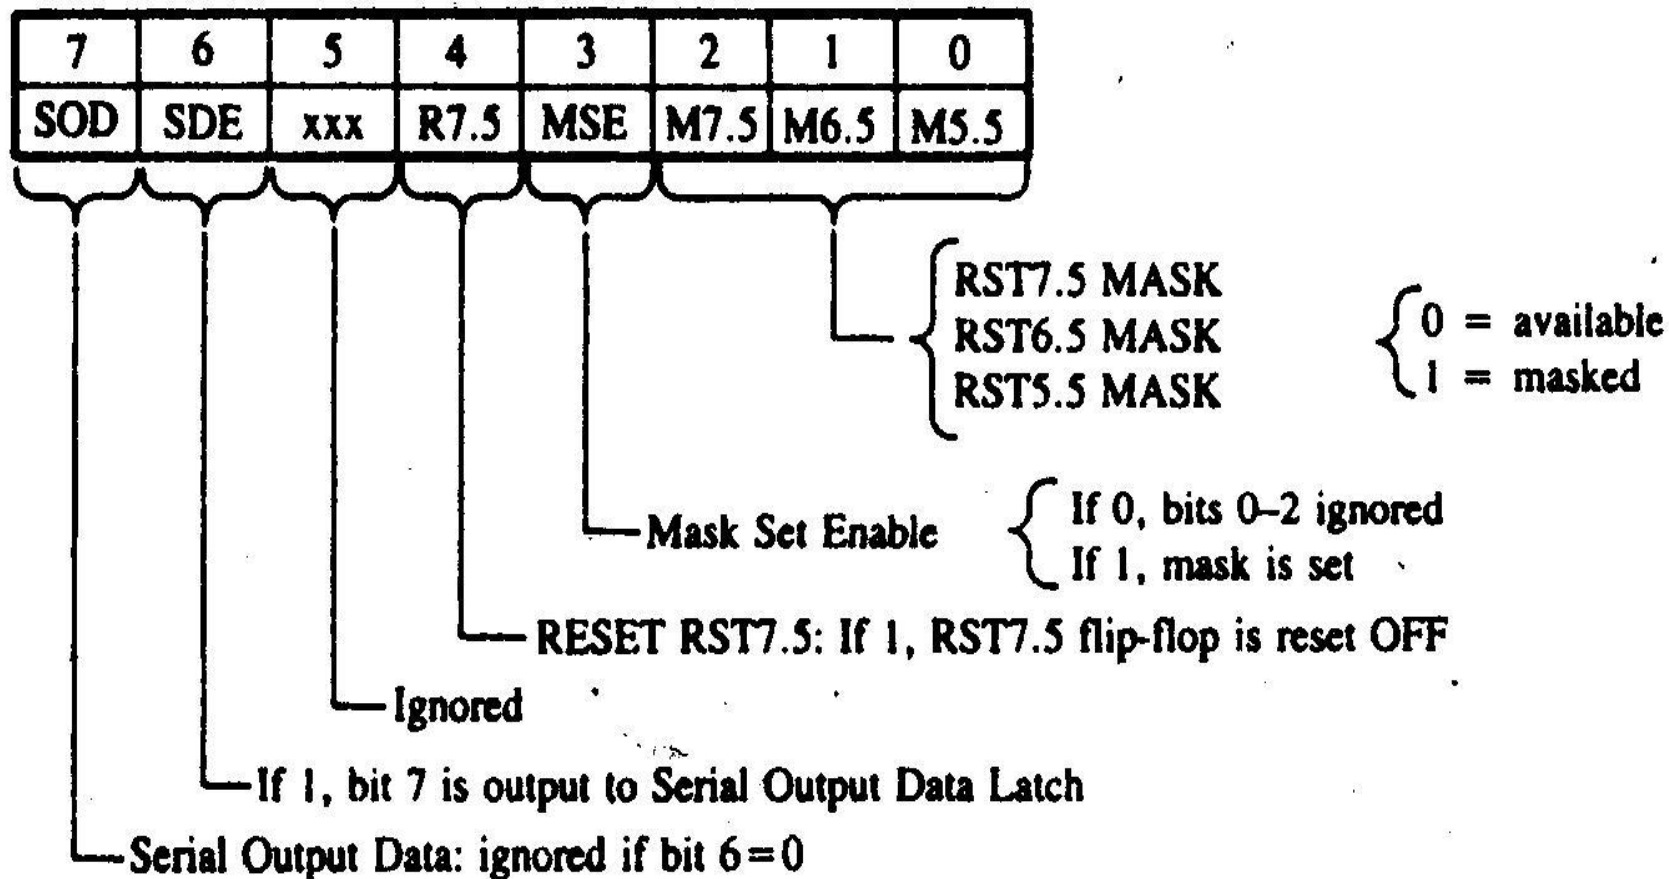 7 6 5 4 3 2 1 0
SOD SDE xxx R7.5 MSE M7.5 M6.5 M5.5
RST7.5 MASK
RST6.5 MASK
RST5.5 MASK
0 = available
1 = masked
Mask Set Enable
If 0, bits 0–2 ignored
If 1, mask is set
RESET RST7.5: If 1, RST7.5 flip-flop is reset OFF
Ignored
If 1, bit 7 is output to Serial Output Data Latch
Serial Output Data: ignored if bit 6=0